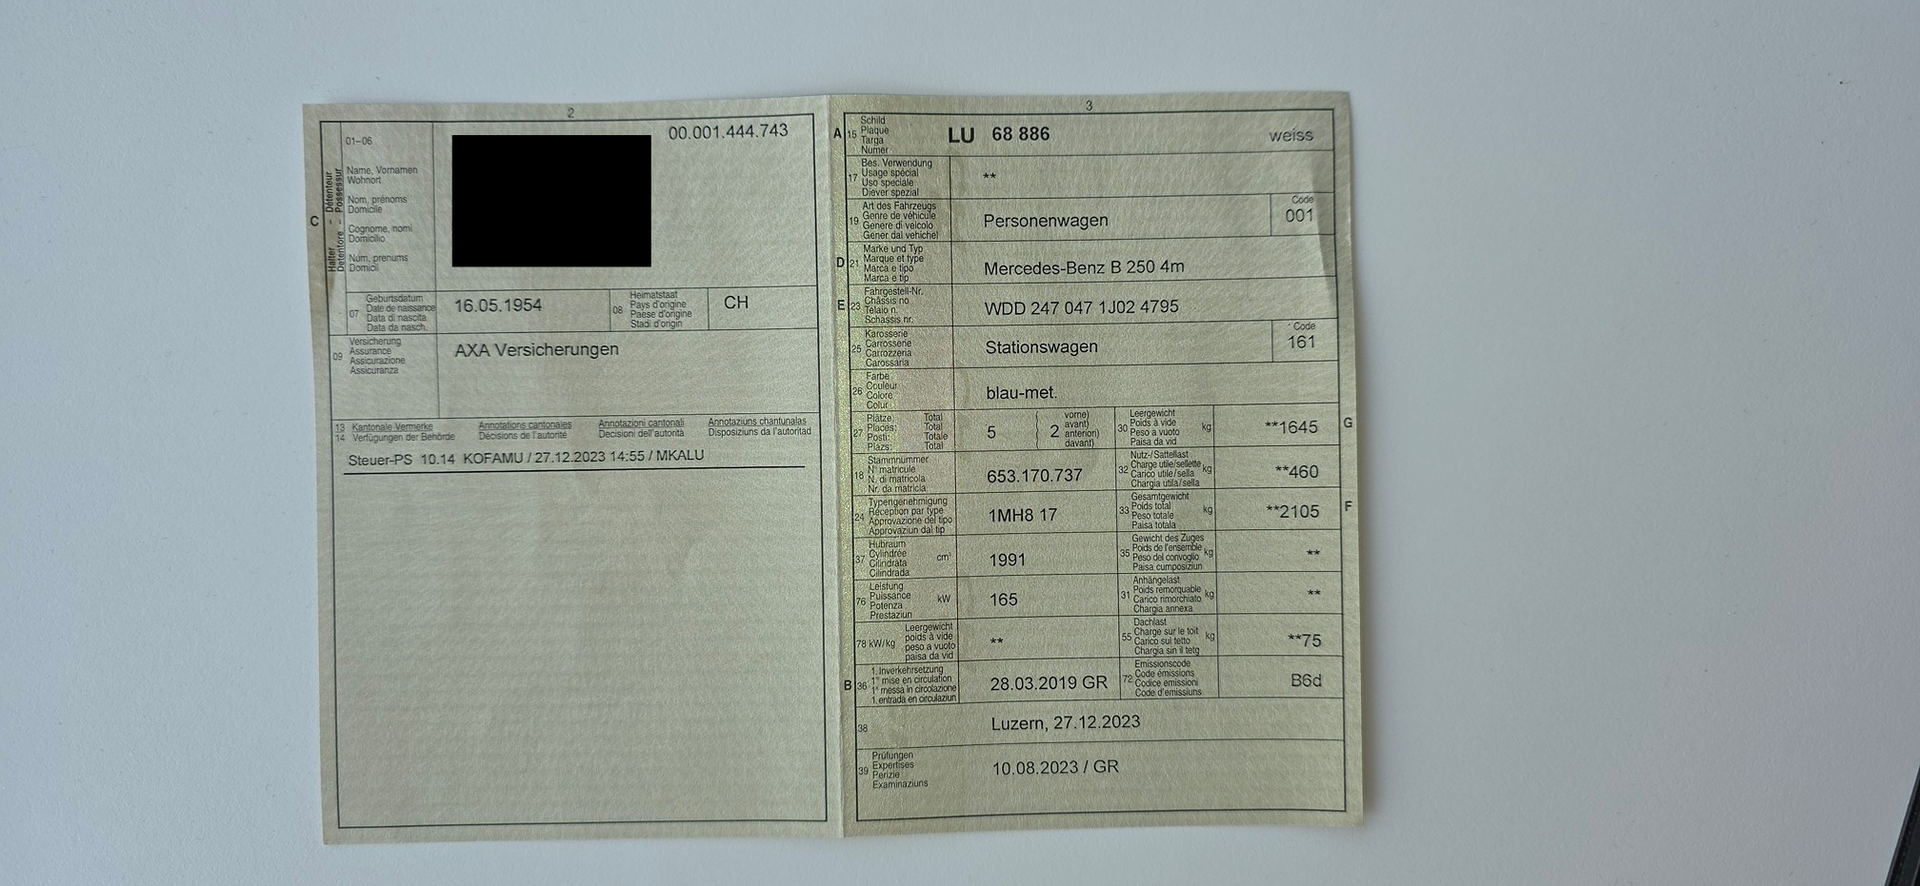 2
01–06
00.001.444.743
C
Halter – Détenteur
Detentore – Possessur
Name, Vornamen
Wohnort
Nom, prénoms
Domicile
Cognome, nomi
Domicilio
Num, prenums
Domicil
07
Geburtsdatum
Date de naissance
Data di nascita
Data da nasch.
16.05.1954
08
Heimatstaat
Pays d'origine
Paese d'origine
Stadi d'origin
CH
09
Versicherung
Assurance
Assicurazione
Assicuranza
AXA Versicherungen
13 Kantonale Vermerke Annotations cantonales Annotazioni cantonali Annotaziuns chantunalas
14 Verfügungen der Behörde Décisions de l'autorité Decisioni dell'autorità Disposiziuns da l'autoritad
Steuer-PS 10.14 KOFAMU / 27.12.2023 14:55 / MKALU
3
A
15
Schild
Plaque
Targa
Numer
LU 68 886
weiss
17
Bes. Verwendung
Usage spécial
Uso speciale
Diever spezial
**
19
Art des Fahrzeugs
Genre de véhicule
Genere di veicolo
Gener dal vehichel
Personenwagen
Code
001
D
21
Marke und Typ
Marque et type
Marca e tipo
Marca e tip
Mercedes-Benz B 250 4m
E
23
Fahrgestell-Nr.
Châssis no
Telaio n.
Schassis nr.
WDD 247 047 1J02 4795
25
Karosserie
Carrosserie
Carrozzeria
Carossaria
Stationswagen
Code
161
26
Farbe
Couleur
Colore
Colur
blau-met.
27
Plätze: Total
Places: Total
Posti: Totale
Plazs: Total
5
( vorne)
2 avant)
anteriori)
( davant)
30
Leergewicht
Poids à vide
Peso a vuoto
Paisa da vid
kg
**1645
G
18
Stammnummer
N° matricule
N. di matricola
Nr. da matricla
653.170.737
32
Nutz-/Sattellast
Charge utile/sellette
Carico utile/sella
Chargia utila/sella
kg
**460
24
Typengenehmigung
Réception par type
Approvazione del tipo
Approvaziun dal tip
1MH8 17
33
Gesamtgewicht
Poids total
Peso totale
Paisa totala
kg
**2105
F
37
Hubraum
Cylindrée
Cilindrata
Cilindrada
cm³
1991
35
Gewicht des Zuges
Poids de l'ensemble
Peso del convoglio
Paisa cumposiziun
kg
**
76
Leistung
Puissance
Potenza
Prestaziun
kW
165
31
Anhängelast
Poids remorquable
Carico rimorchiato
Chargia annexa
kg
**
78 kW/kg
Leergewicht
poids à vide
peso a vuoto
paisa da vid
**
55
Dachlast
Charge sur le toit
Carico sul tetto
Chargia sin il tetg
kg
**75
B
36
1. Inverkehrsetzung
1re mise en circulation
1a messa in circolazione
1. entrada en circulaziun
28.03.2019 GR
72
Emissionscode
Code émissions
Codice emissioni
Code d'emissiuns
B6d
38
Luzern, 27.12.2023
39
Prüfungen
Expertises
Perizie
Examinaziuns
10.08.2023 / GR